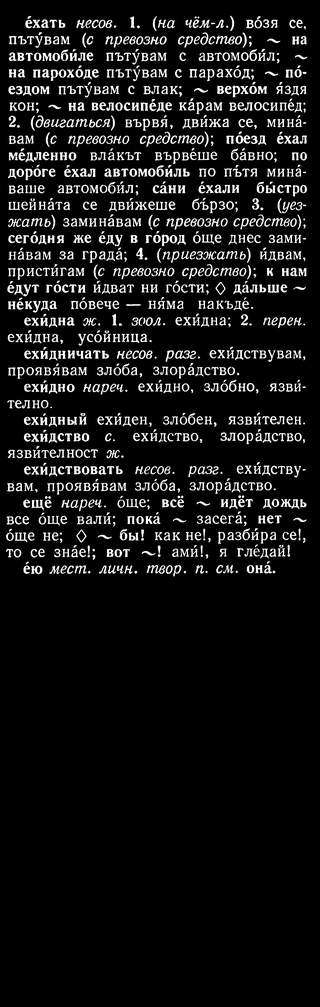 е́хать несов. 1. (на чём-л.) во́зя се,
пъту́вам (с превозно средство); ~ на
автомоби́ле пъту́вам с автомоби́л; ~
на парохо́де пъту́вам с парахо́д; ~ по́-
ездом пъту́вам с влак; ~ верхо́м я́здя
кон; ~ на велосипе́де ка́рам велосипе́д;
2. (двигаться) вървя́, дви́жа се, мина́-
вам (с превозно средство); по́езд е́хал
ме́дленно вла́кът върве́ше ба́вно; по
доро́ге е́хал автомоби́ль по пъ́тя мина́-
ваше автомоби́л; са́ни е́хали бы́стро
шейна́та се дви́жеше бъ́рзо; 3. (уез-
жать) замина́вам (с превозно средство);
сего́дня же е́ду в го́род о́ще днес зами-
на́вам за града́; 4. (приезжать) и́двам,
присти́гам (с превозно средство); к нам
е́дут го́сти и́дват ни го́сти; ◊ да́льше ~
не́куда по́вече — ня́ма накъде́.
ехи́дна ж. 1. зоол. ехи́дна; 2. перен.
ехи́дна, усо́йница.
ехи́дничать несов. разг. ехи́дствувам,
проявя́вам зло́ба, злора́дство.
ехи́дно нареч. ехи́дно, зло́бно, язви́-
телно.
ехи́дный ехи́ден, зло́бен, язви́телен.
ехи́дство с. ехи́дство, злора́дство,
язви́телност ж.
ехи́дствовать несов. разг. ехи́дству-
вам, проявя́вам зло́ба, злора́дство.
ещё нареч. о́ще; всё ~ идёт дождь
все о́ще вали́; пока́ ~ засега́; нет ~
о́ще не; ◊ ~ бы! как не!, разби́ра се!,
то се зна́е!; вот ~! ами́!, я гле́дай!
е́ю мест. личн. твор. п. см. она́.